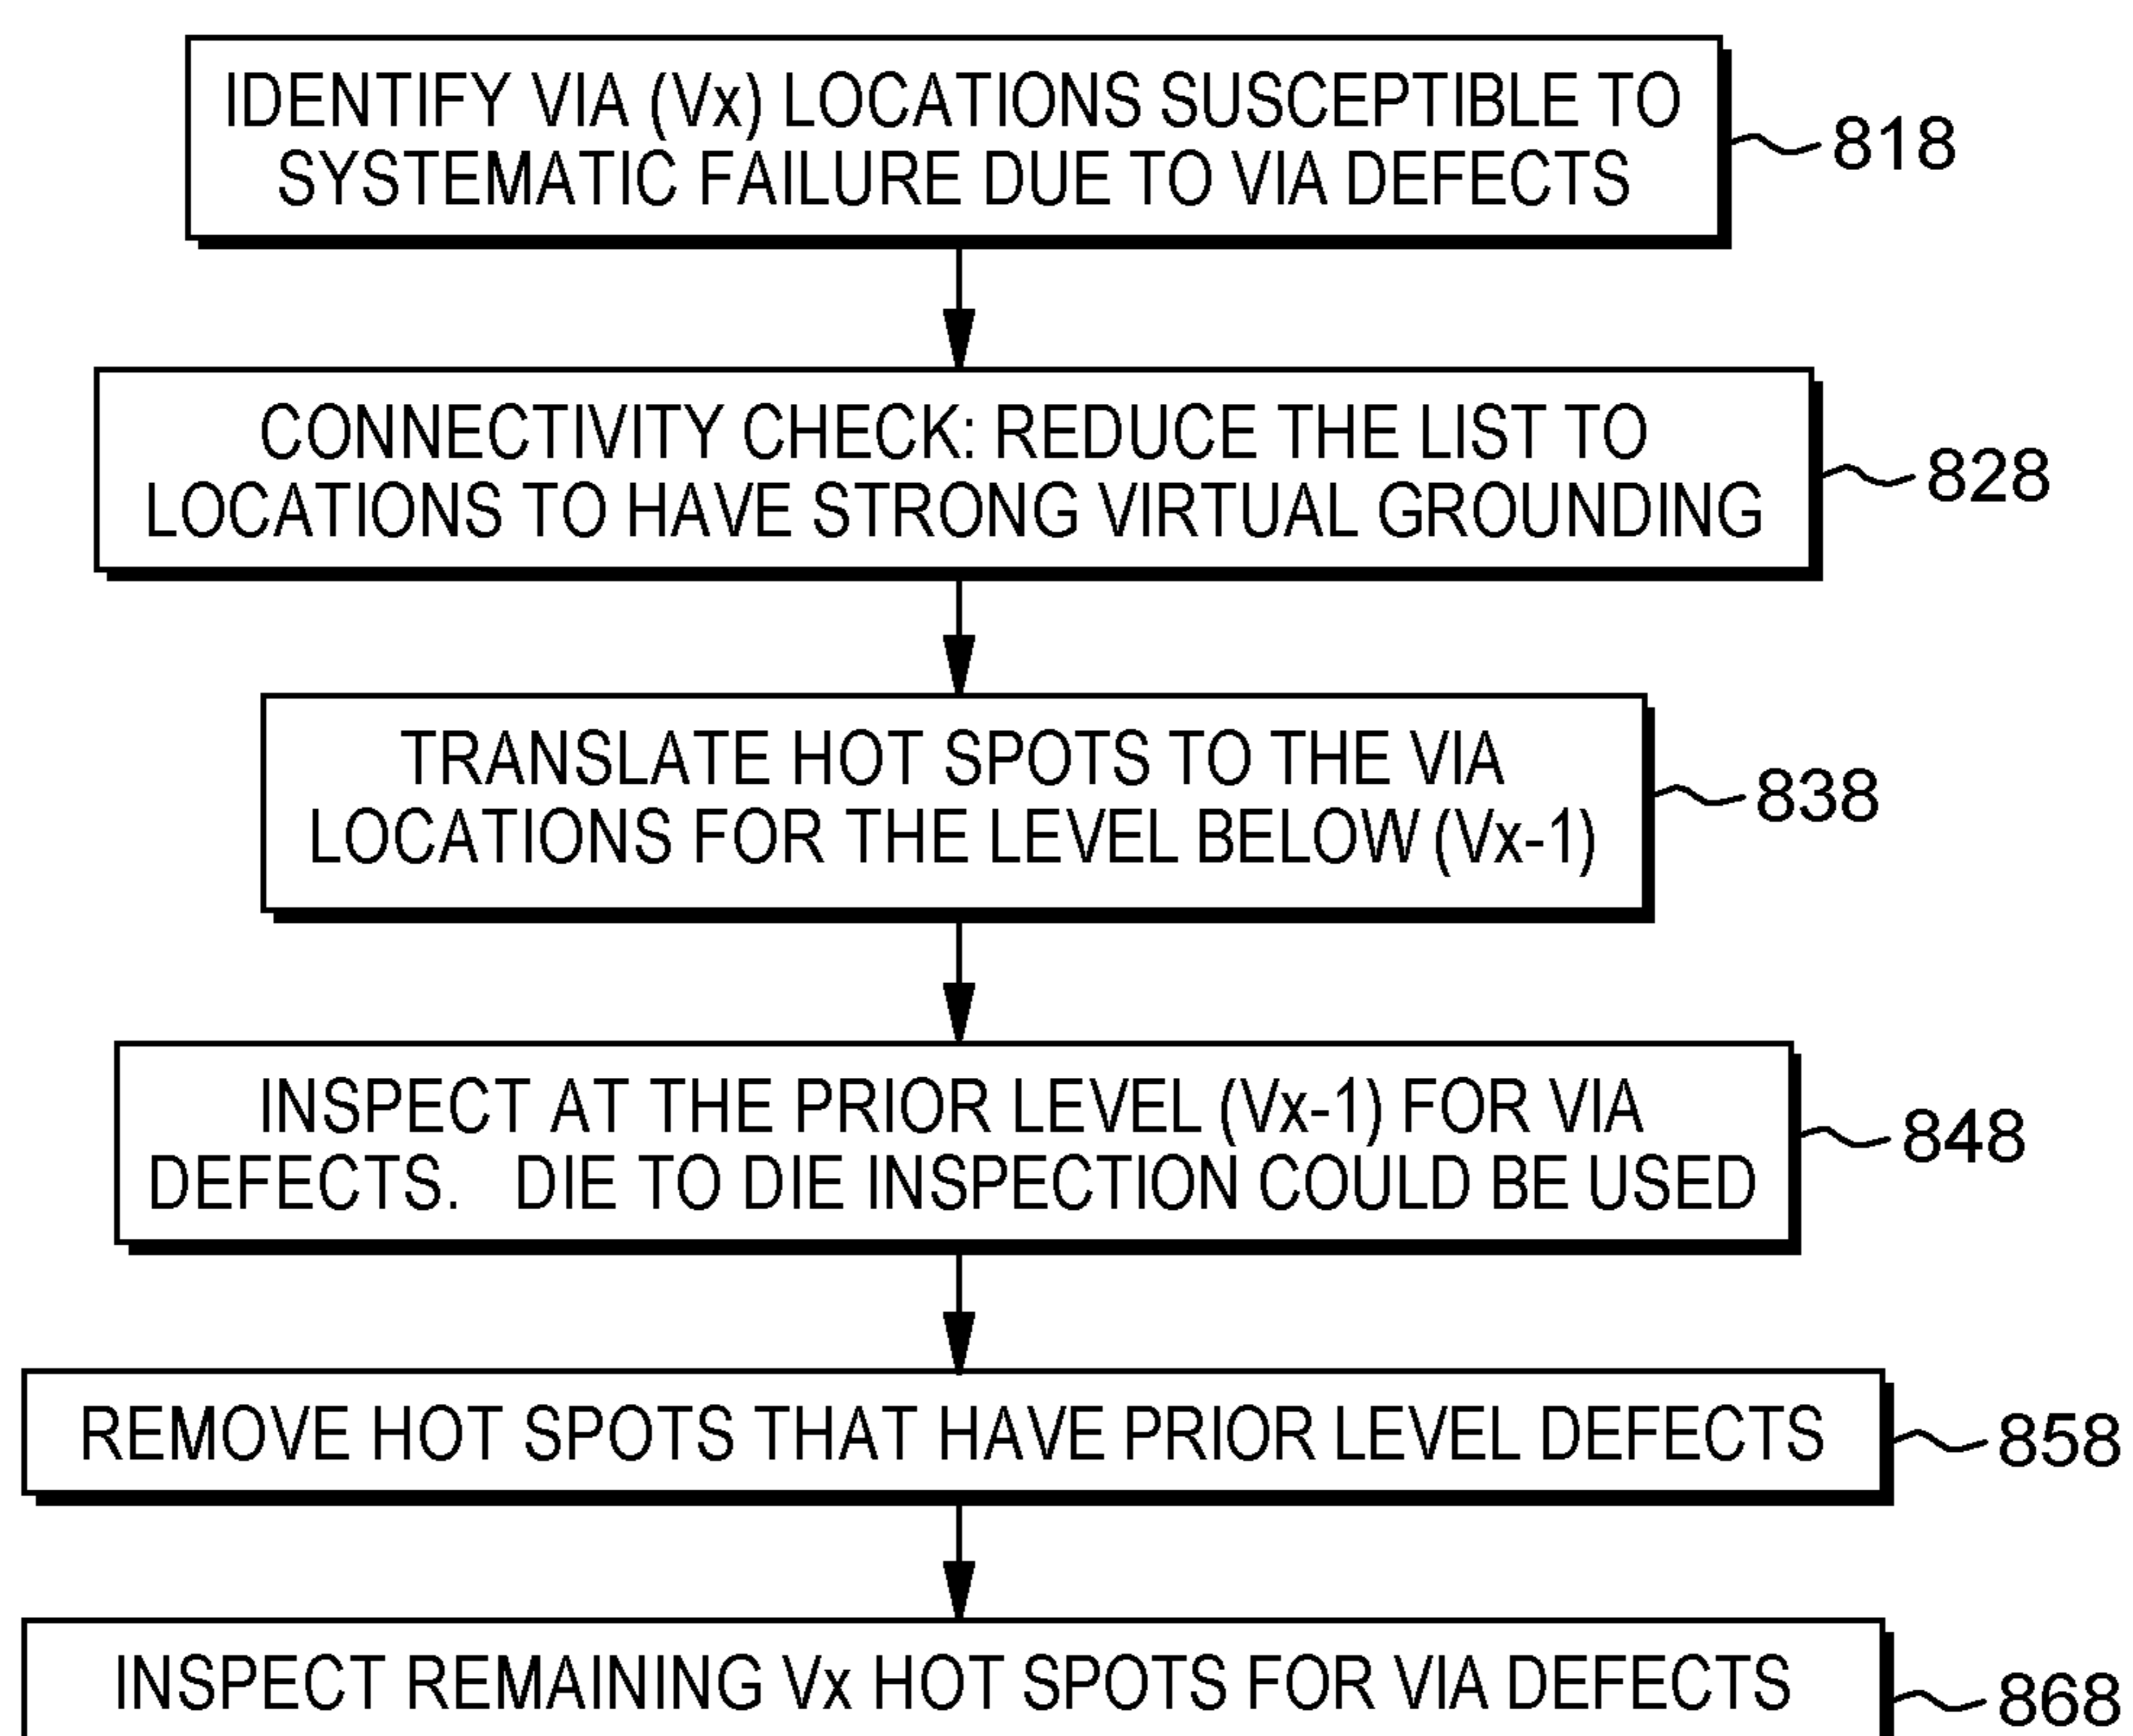 IDENTIFY VIA (Vx) LOCATIONS SUSCEPTIBLE TO
SYSTEMATIC FAILURE DUE TO VIA DEFECTS
818
CONNECTIVITY CHECK: REDUCE THE LIST TO
LOCATIONS TO HAVE STRONG VIRTUAL GROUNDING
828
TRANSLATE HOT SPOTS TO THE VIA
LOCATIONS FOR THE LEVEL BELOW (Vx-1)
838
INSPECT AT THE PRIOR LEVEL (Vx-1) FOR VIA
DEFECTS. DIE TO DIE INSPECTION COULD BE USED
848
REMOVE HOT SPOTS THAT HAVE PRIOR LEVEL DEFECTS
858
INSPECT REMAINING Vx HOT SPOTS FOR VIA DEFECTS
868